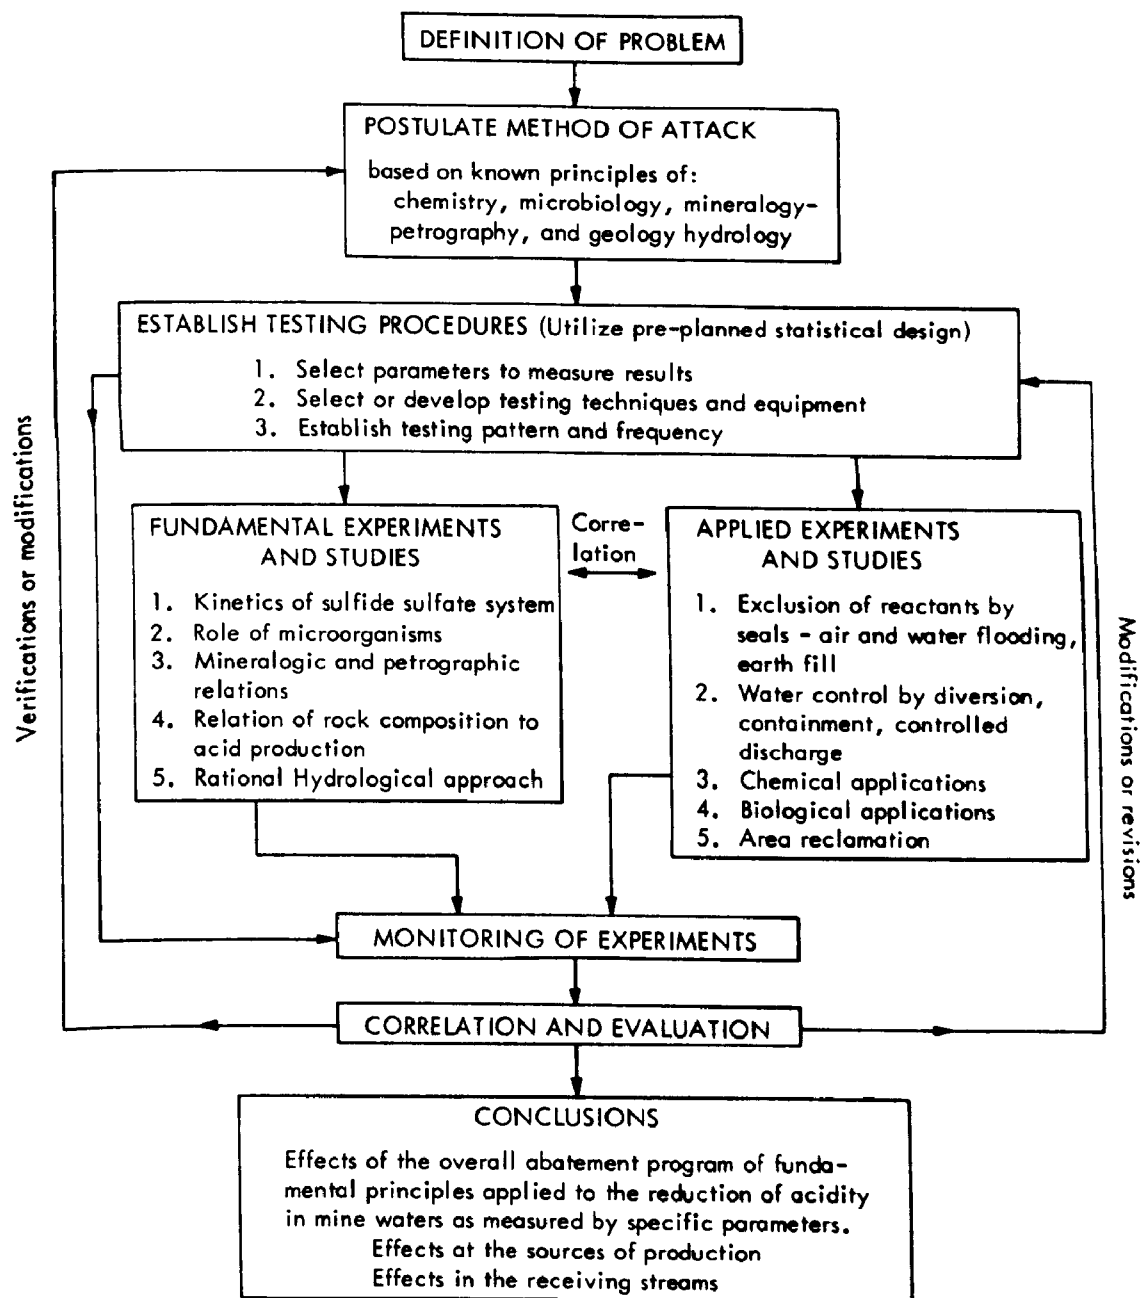 DEFINITION OF PROBLEM
POSTULATE METHOD OF ATTACK
based on known principles of:
chemistry, microbiology, mineralogy-
petrography, and geology hydrology
ESTABLISH TESTING PROCEDURES (Utilize pre-planned statistical design)
1. Select parameters to measure results
2. Select or develop testing techniques and equipment
3. Establish testing pattern and frequency
Verifications or modifications
FUNDAMENTAL EXPERIMENTS
AND STUDIES
1. Kinetics of sulfide sulfate system
2. Role of microorganisms
3. Mineralogic and petrographic
relations
4. Relation of rock composition to
acid production
5. Rational Hydrological approach
Corre-
lation
APPLIED EXPERIMENTS
AND STUDIES
1. Exclusion of reactants by
seals - air and water flooding,
earth fill
2. Water control by diversion,
containment, controlled
discharge
3. Chemical applications
4. Biological applications
5. Area reclamation
Modifications or revisions
MONITORING OF EXPERIMENTS
CORRELATION AND EVALUATION
CONCLUSIONS
Effects of the overall abatement program of funda-
mental principles applied to the reduction of acidity
in mine waters as measured by specific parameters.
Effects at the sources of production
Effects in the receiving streams